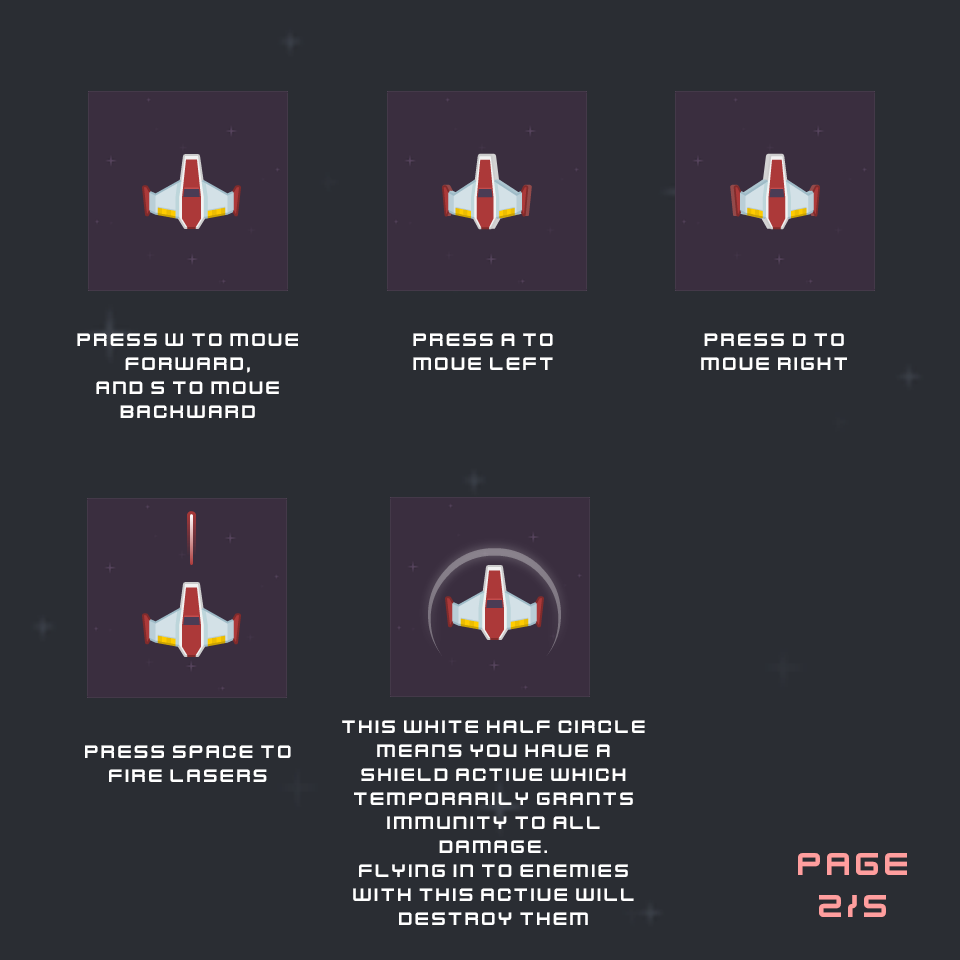 PRESS W TO MOVE
FORWARD,
AND S TO MOVE
BACKWARD
PRESS A TO
MOVE LEFT
PRESS D TO
MOVE RIGHT
PRESS SPACE TO
FIRE LASERS
THIS WHITE HALF CIRCLE
MEANS YOU HAVE A
SHIELD ACTIVE WHICH
TEMPORARILY GRANTS
IMMUNITY TO ALL
DAMAGE.
FLYING IN TO ENEMIES
WITH THIS ACTIVE WILL
DESTROY THEM
PAGE
2/5